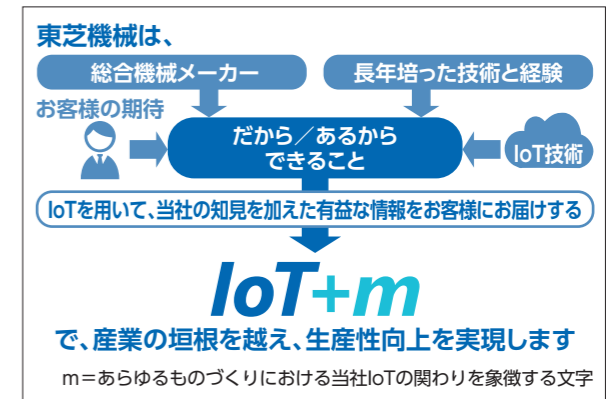 東芝機械は、
総合機械メーカー
長年培った技術と経験
お客様の期待
だから／あるから
できること
IoT技術
IoTを用いて、当社の知見を加えた有益な情報をお客様にお届けする
IoT+m
で、産業の垣根を越え、生産性向上を実現します
m＝あらゆるものづくりにおける当社IoTの関わりを象徴する文字